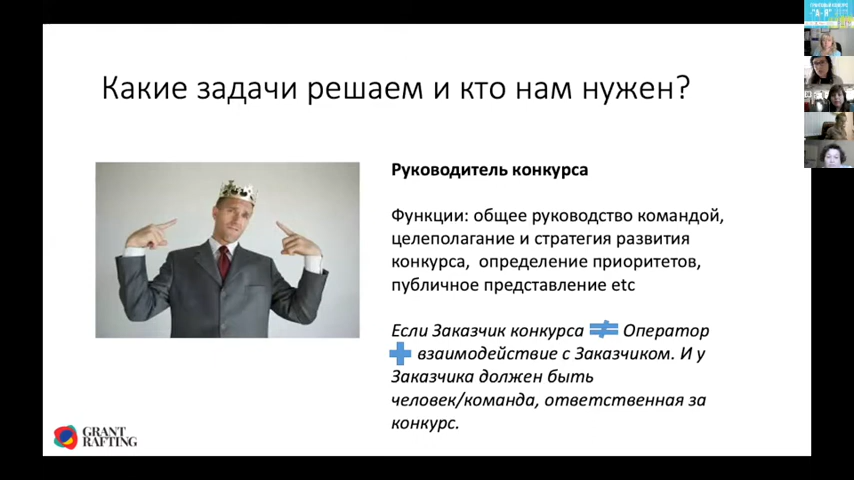 Какие задачи решаем и кто нам нужен?
Руководитель конкурса
Функции: общее руководство командой,
целеполагание и стратегия развития
конкурса, определение приоритетов,
публичное представление etc
Если Заказчик конкурса ≠ Оператор
+ взаимодействие с Заказчиком. И у
Заказчика должен быть
человек/команда, ответственная за
конкурс.
GRANT
RAFTING
"А - Я"